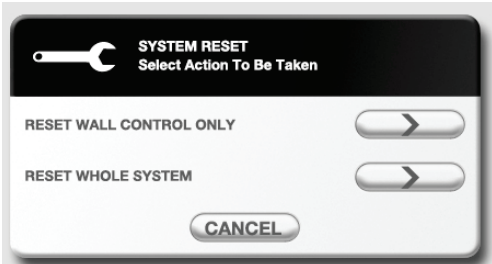 SYSTEM RESET
Select Action To Be Taken
RESET WALL CONTROL ONLY
RESET WHOLE SYSTEM
CANCEL